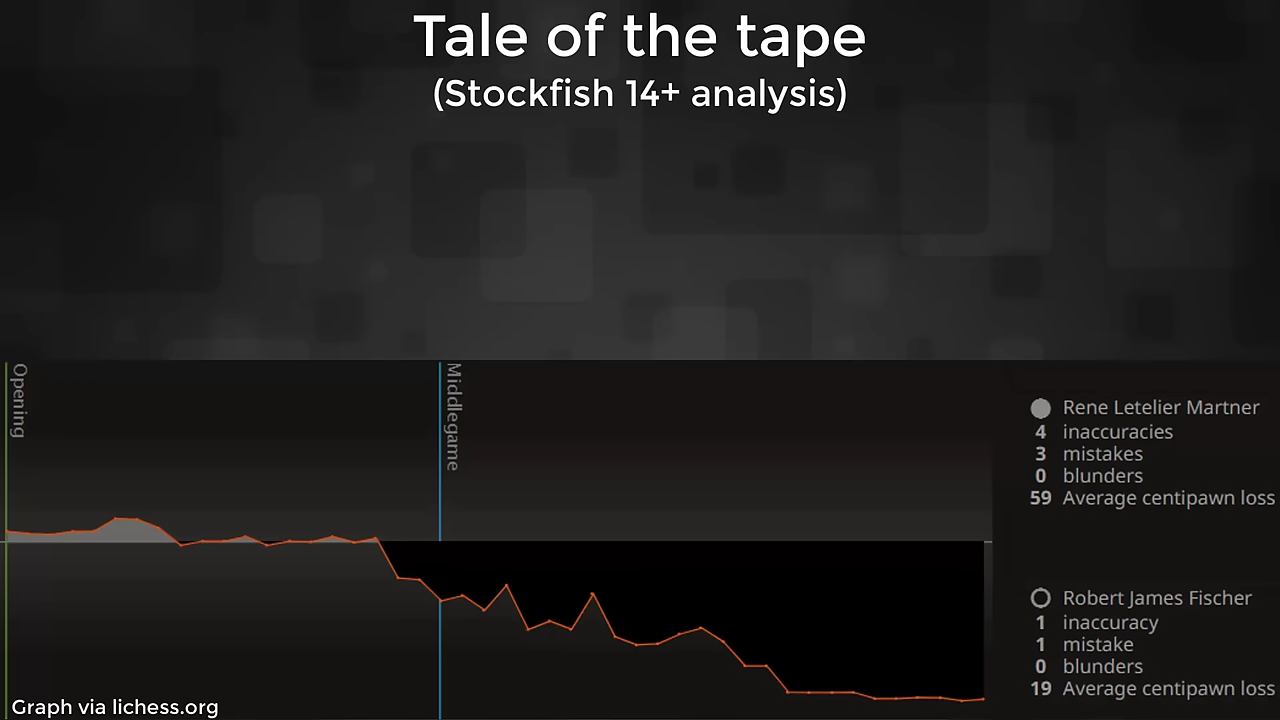 Tale of the tape
(Stockfish 14+ analysis)
Opening
Middlegame
Rene Letelier Martner
4 inaccuracies
3 mistakes
0 blunders
59 Average centipawn loss
Robert James Fischer
1 inaccuracy
1 mistake
0 blunders
19 Average centipawn loss
Graph via lichess.org